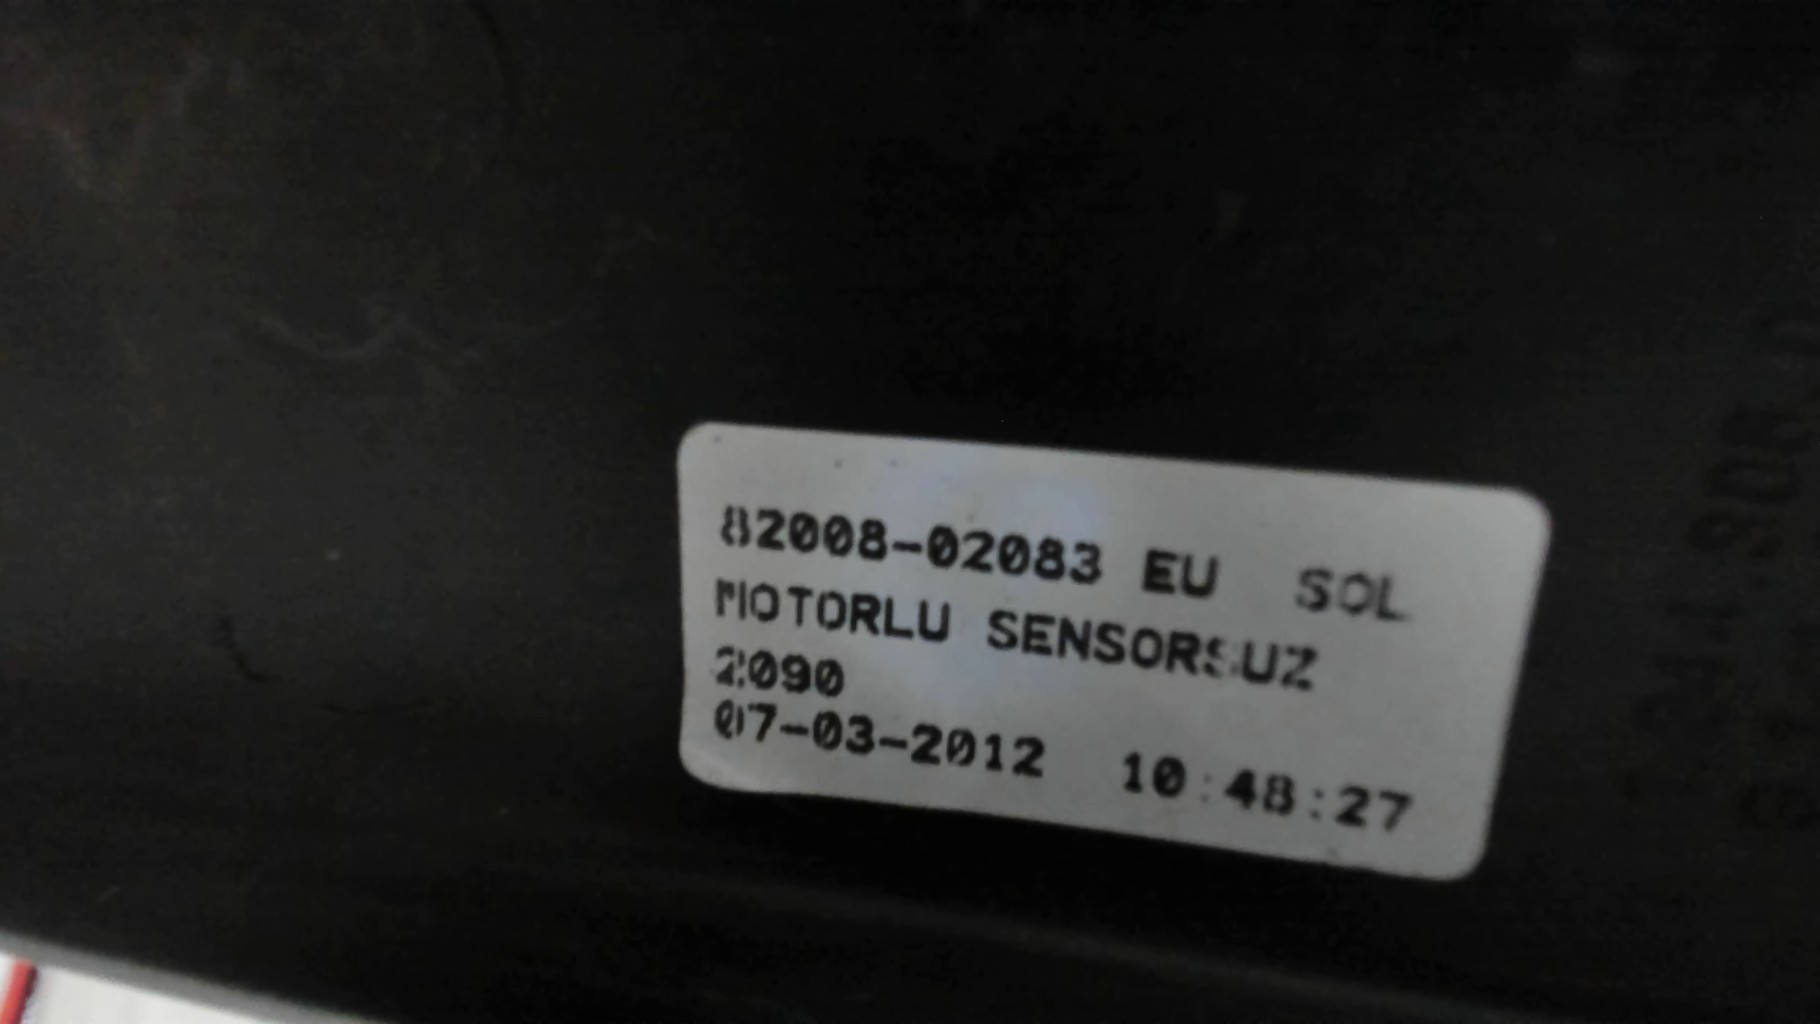 82008-02083 EU SOL
MOTORLU SENSORSUZ
2090
07-03-2012 10:48:27